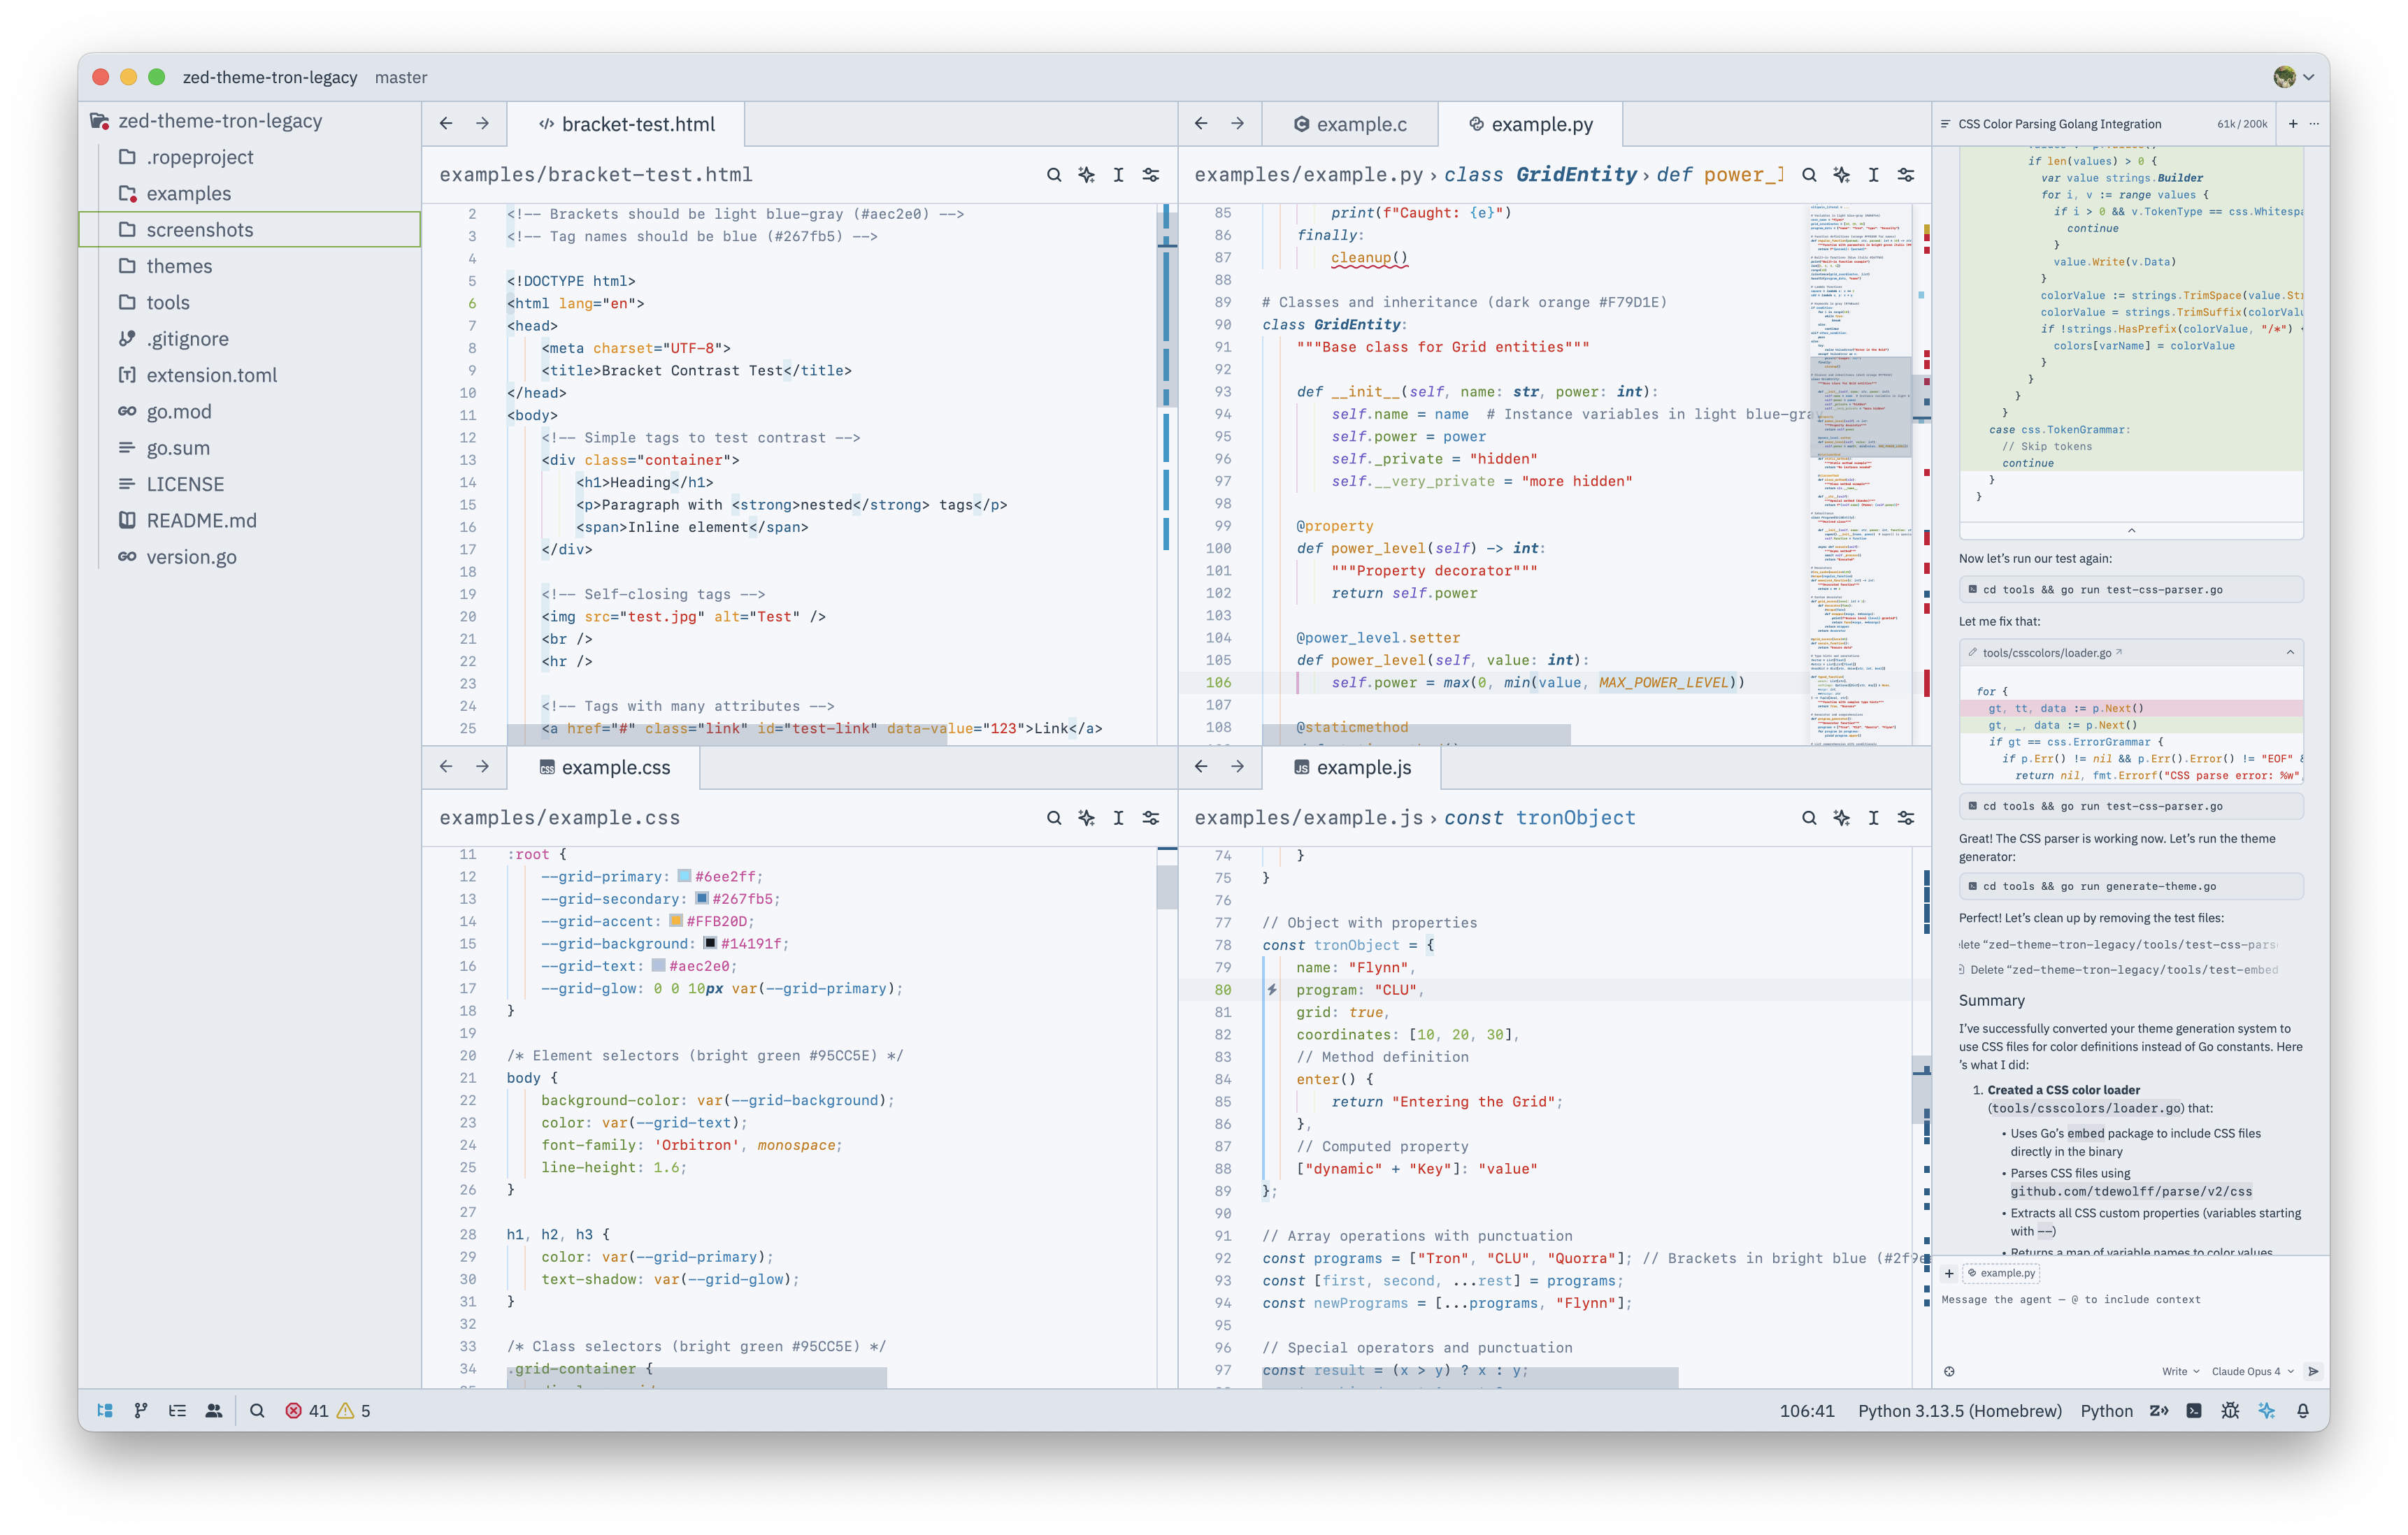 zed-theme-tron-legacy master
zed-theme-tron-legacy
.ropeproject
examples
screenshots
themes
tools
.gitignore
extension.toml
go.mod
go.sum
LICENSE
README.md
version.go
bracket-test.html
examples/bracket-test.html
2 <!-- Brackets should be light blue-gray (#aec2e0) -->
3 <!-- Tag names should be blue (#267fb5) -->
4
5 <!DOCTYPE html>
6 <html lang="en">
7 <head>
8 <meta charset="UTF-8">
9 <title>Bracket Contrast Test</title>
10 </head>
11 <body>
12 <!-- Simple tags to test contrast -->
13 <div class="container">
14 <h1>Heading</h1>
15 <p>Paragraph with <strong>nested</strong> tags</p>
16 <span>Inline element</span>
17 </div>
18
19 <!-- Self-closing tags -->
20 <img src="test.jpg" alt="Test" />
21 <br />
22 <hr />
23
24 <!-- Tags with many attributes -->
25 <a href="#" class="link" id="test-link" data-value="123">Link</a>
example.c example.py
examples/example.py › class GridEntity › def power_l
85 print(f"Caught: {e}")
86 finally:
87 cleanup()
88
89 # Classes and inheritance (dark orange #F79D1E)
90 class GridEntity:
91 """Base class for Grid entities"""
92
93 def __init__(self, name: str, power: int):
94 self.name = name # Instance variables in light blue-gray
95 self.power = power
96 self._private = "hidden"
97 self.__very_private = "more hidden"
98
99 @property
100 def power_level(self) -> int:
101 """Property decorator"""
102 return self.power
103
104 @power_level.setter
105 def power_level(self, value: int):
106 self.power = max(0, min(value, MAX_POWER_LEVEL))
107
108 @staticmethod
example.css
examples/example.css
11 :root {
12 --grid-primary: #6ee2ff;
13 --grid-secondary: #267fb5;
14 --grid-accent: #FFB20D;
15 --grid-background: #14191f;
16 --grid-text: #aec2e0;
17 --grid-glow: 0 0 10px var(--grid-primary);
18 }
19
20 /* Element selectors (bright green #95CC5E) */
21 body {
22 background-color: var(--grid-background);
23 color: var(--grid-text);
24 font-family: 'Orbitron', monospace;
25 line-height: 1.6;
26 }
27
28 h1, h2, h3 {
29 color: var(--grid-primary);
30 text-shadow: var(--grid-glow);
31 }
32
33 /* Class selectors (bright green #95CC5E) */
34 .grid-container {
example.js
examples/example.js › const tronObject
74 }
75 }
76
77 // Object with properties
78 const tronObject = {
79 name: "Flynn",
80 program: "CLU",
81 grid: true,
82 coordinates: [10, 20, 30],
83 // Method definition
84 enter() {
85 return "Entering the Grid";
86 },
87 // Computed property
88 ["dynamic" + "Key"]: "value"
89 };
90
91 // Array operations with punctuation
92 const programs = ["Tron", "CLU", "Quorra"]; // Brackets in bright blue (#2f9e
93 const [first, second, ...rest] = programs;
94 const newPrograms = [...programs, "Flynn"];
95
96 // Special operators and punctuation
97 const result = (x > y) ? x : y;
CSS Color Parsing Golang Integration 61k/200k
if len(values) > 0 {
var value strings.Builder
for i, v := range values {
if i > 0 && v.TokenType == css.Whitespa
continue
}
value.Write(v.Data)
}
colorValue := strings.TrimSpace(value.Str
colorValue = strings.TrimSuffix(colorValu
if !strings.HasPrefix(colorValue, "/*") {
colors[varName] = colorValue
}
}
}
}
case css.TokenGrammar:
// Skip tokens
continue
}
}
Now let's run our test again:
cd tools && go run test-css-parser.go
Let me fix that:
tools/csscolors/loader.go
for {
gt, tt, data := p.Next()
gt, _, data := p.Next()
if gt == css.ErrorGrammar {
if p.Err() != nil && p.Err().Error() != "EOF" &
return nil, fmt.Errorf("CSS parse error: %w",
cd tools && go run test-css-parser.go
Great! The CSS parser is working now. Let's run the theme
generator:
cd tools && go run generate-theme.go
Perfect! Let's clean up by removing the test files:
lete "zed-theme-tron-legacy/tools/test-css-pars
Delete "zed-theme-tron-legacy/tools/test-embed
Summary
I've successfully converted your theme generation system to
use CSS files for color definitions instead of Go constants. Here
's what I did:
1. Created a CSS color loader
(tools/csscolors/loader.go) that:
• Uses Go's embed package to include CSS files
directly in the binary
• Parses CSS files using
github.com/tdewolff/parse/v2/css
• Extracts all CSS custom properties (variables starting
with --)
• Returns a map of variable names to color values
example.py
Message the agent — @ to include context
Write Claude Opus 4
41 5
106:41 Python 3.13.5 (Homebrew) Python